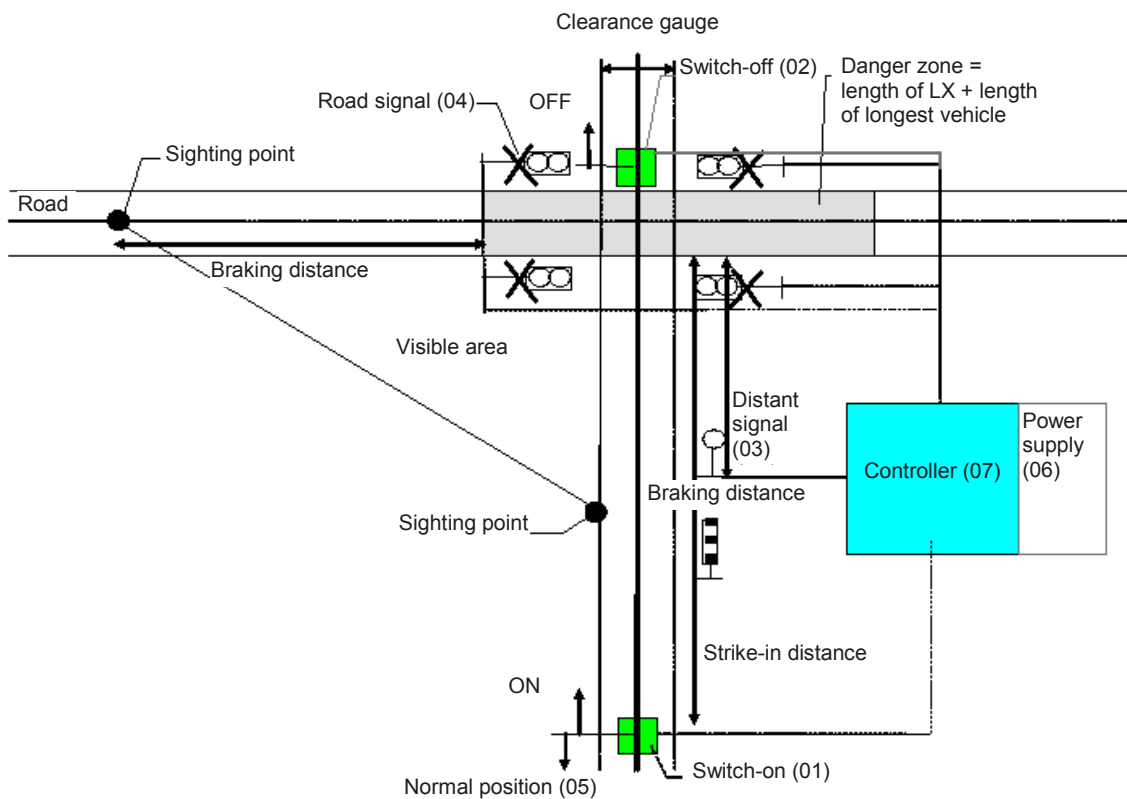 Clearance gauge
Switch-off (02)
Danger zone =
length of LX + length
of longest vehicle
Road signal (04)
OFF
Sighting point
Road
Braking distance
Visible area
Distant
signal
(03)
Power
supply
(06)
Controller (07)
Braking distance
Sighting point
Strike-in distance
ON
Switch-on (01)
Normal position (05)